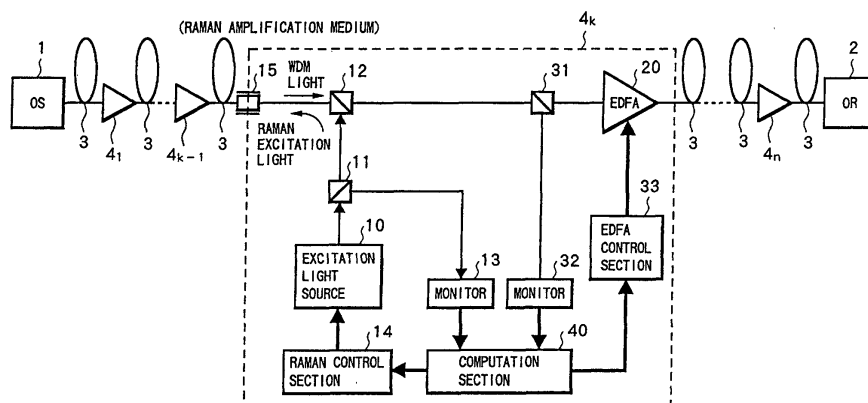 (RAMAN AMPLIFICATION MEDIUM)
4k
1
OS
3
41
3
4k-1
3
15
WDM
LIGHT
RAMAN
EXCITATION
LIGHT
12
31
20
EDFA
3
3
4n
3
2
OR
11
10
EXCITATION
LIGHT
SOURCE
13
MONITOR
32
MONITOR
33
EDFA
CONTROL
SECTION
14
RAMAN CONTROL
SECTION
40
COMPUTATION
SECTION